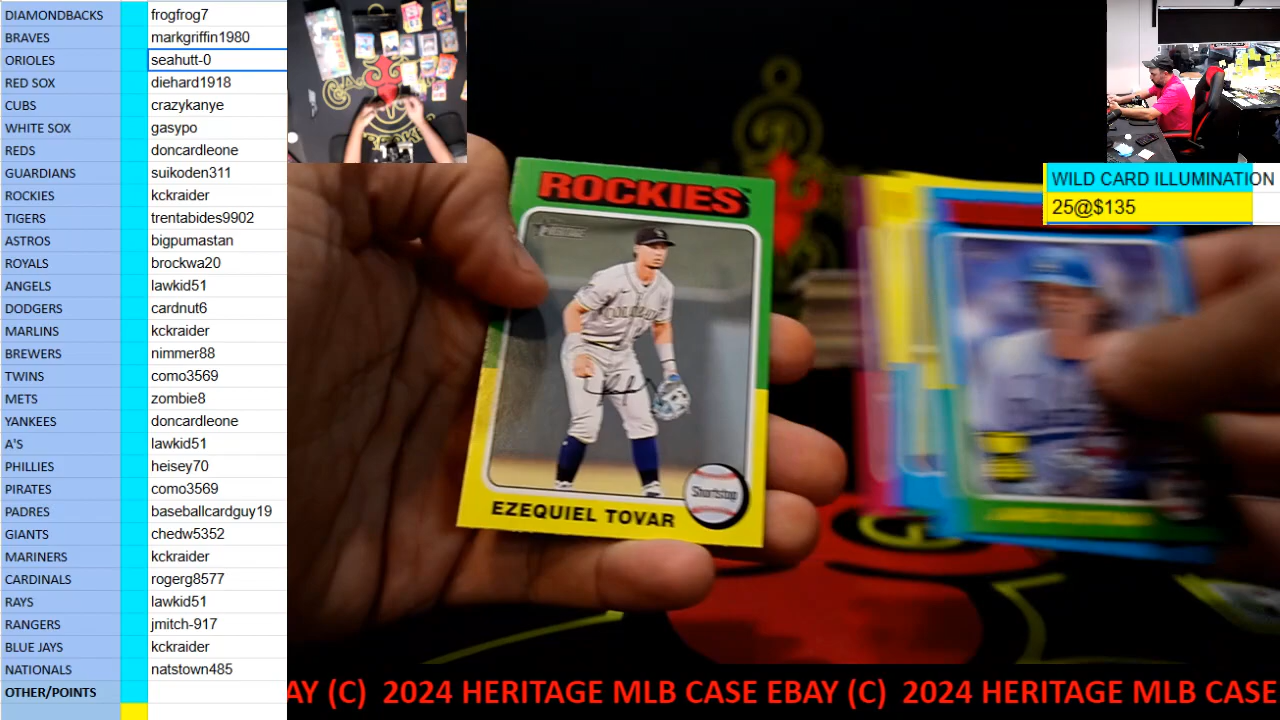 DIAMONDBACKS frogfrog7
BRAVES markgriffin1980
ORIOLES seahutt-0
RED SOX diehard1918
CUBS crazykanye
WHITE SOX gasypo
REDS doncardleone
GUARDIANS suikoden311
ROCKIES kckraider
TIGERS trentabides9902
ASTROS bigpumastan
ROYALS brockwa20
ANGELS lawkid51
DODGERS cardnut6
MARLINS kckraider
BREWERS nimmer88
TWINS como3569
METS zombie8
YANKEES doncardleone
A'S lawkid51
PHILLIES heisey70
PIRATES como3569
PADRES baseballcardguy19
GIANTS chedw5352
MARINERS kckraider
CARDINALS rogerg8577
RAYS lawkid51
RANGERS jmitch-917
BLUE JAYS kckraider
NATIONALS natstown485
OTHER/POINTS
WILD CARD ILLUMINATION
25@$135
ROCKIES
COLORADO
Shortstop
EZEQUIEL TOVAR
AY (C) 2024 HERITAGE MLB CASE EBAY (C) 2024 HERITAGE MLB CASE